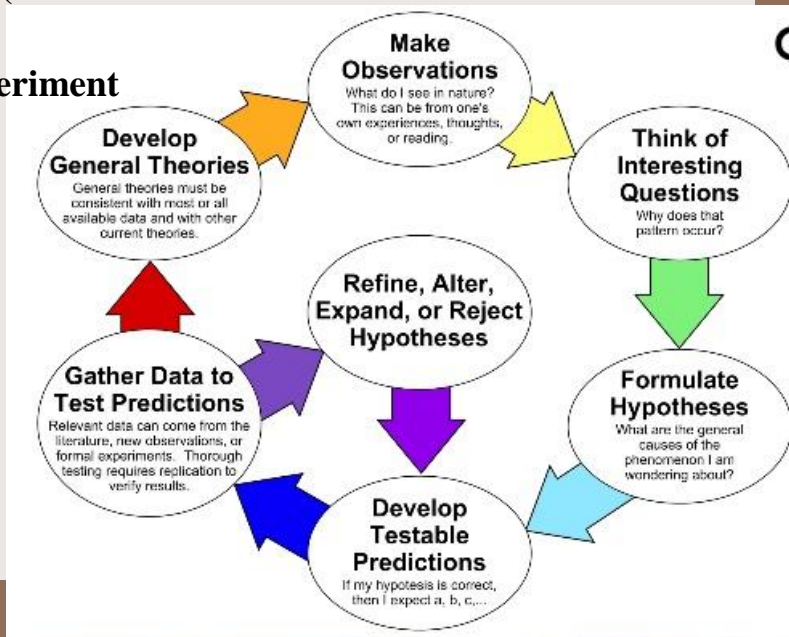 eriment
Make
Observations
What do I see in nature?
This can be from one's
own experiences, thoughts,
or reading.
Think of
Interesting
Questions
Why does that
pattern occur?
Formulate
Hypotheses
What are the general
causes of the
phenomenon I am
wondering about?
Develop
Testable
Predictions
If my hypotesis is correct,
then I expect a, b, c,...
Gather Data to
Test Predictions
Relevant data can come from the
literature, new observations, or
formal experiments. Thorough
testing requires replication to
verify results.
Refine, Alter,
Expand, or Reject
Hypotheses
Develop
General Theories
General theories must be
consistent with most or all
available data and with other
current theories.